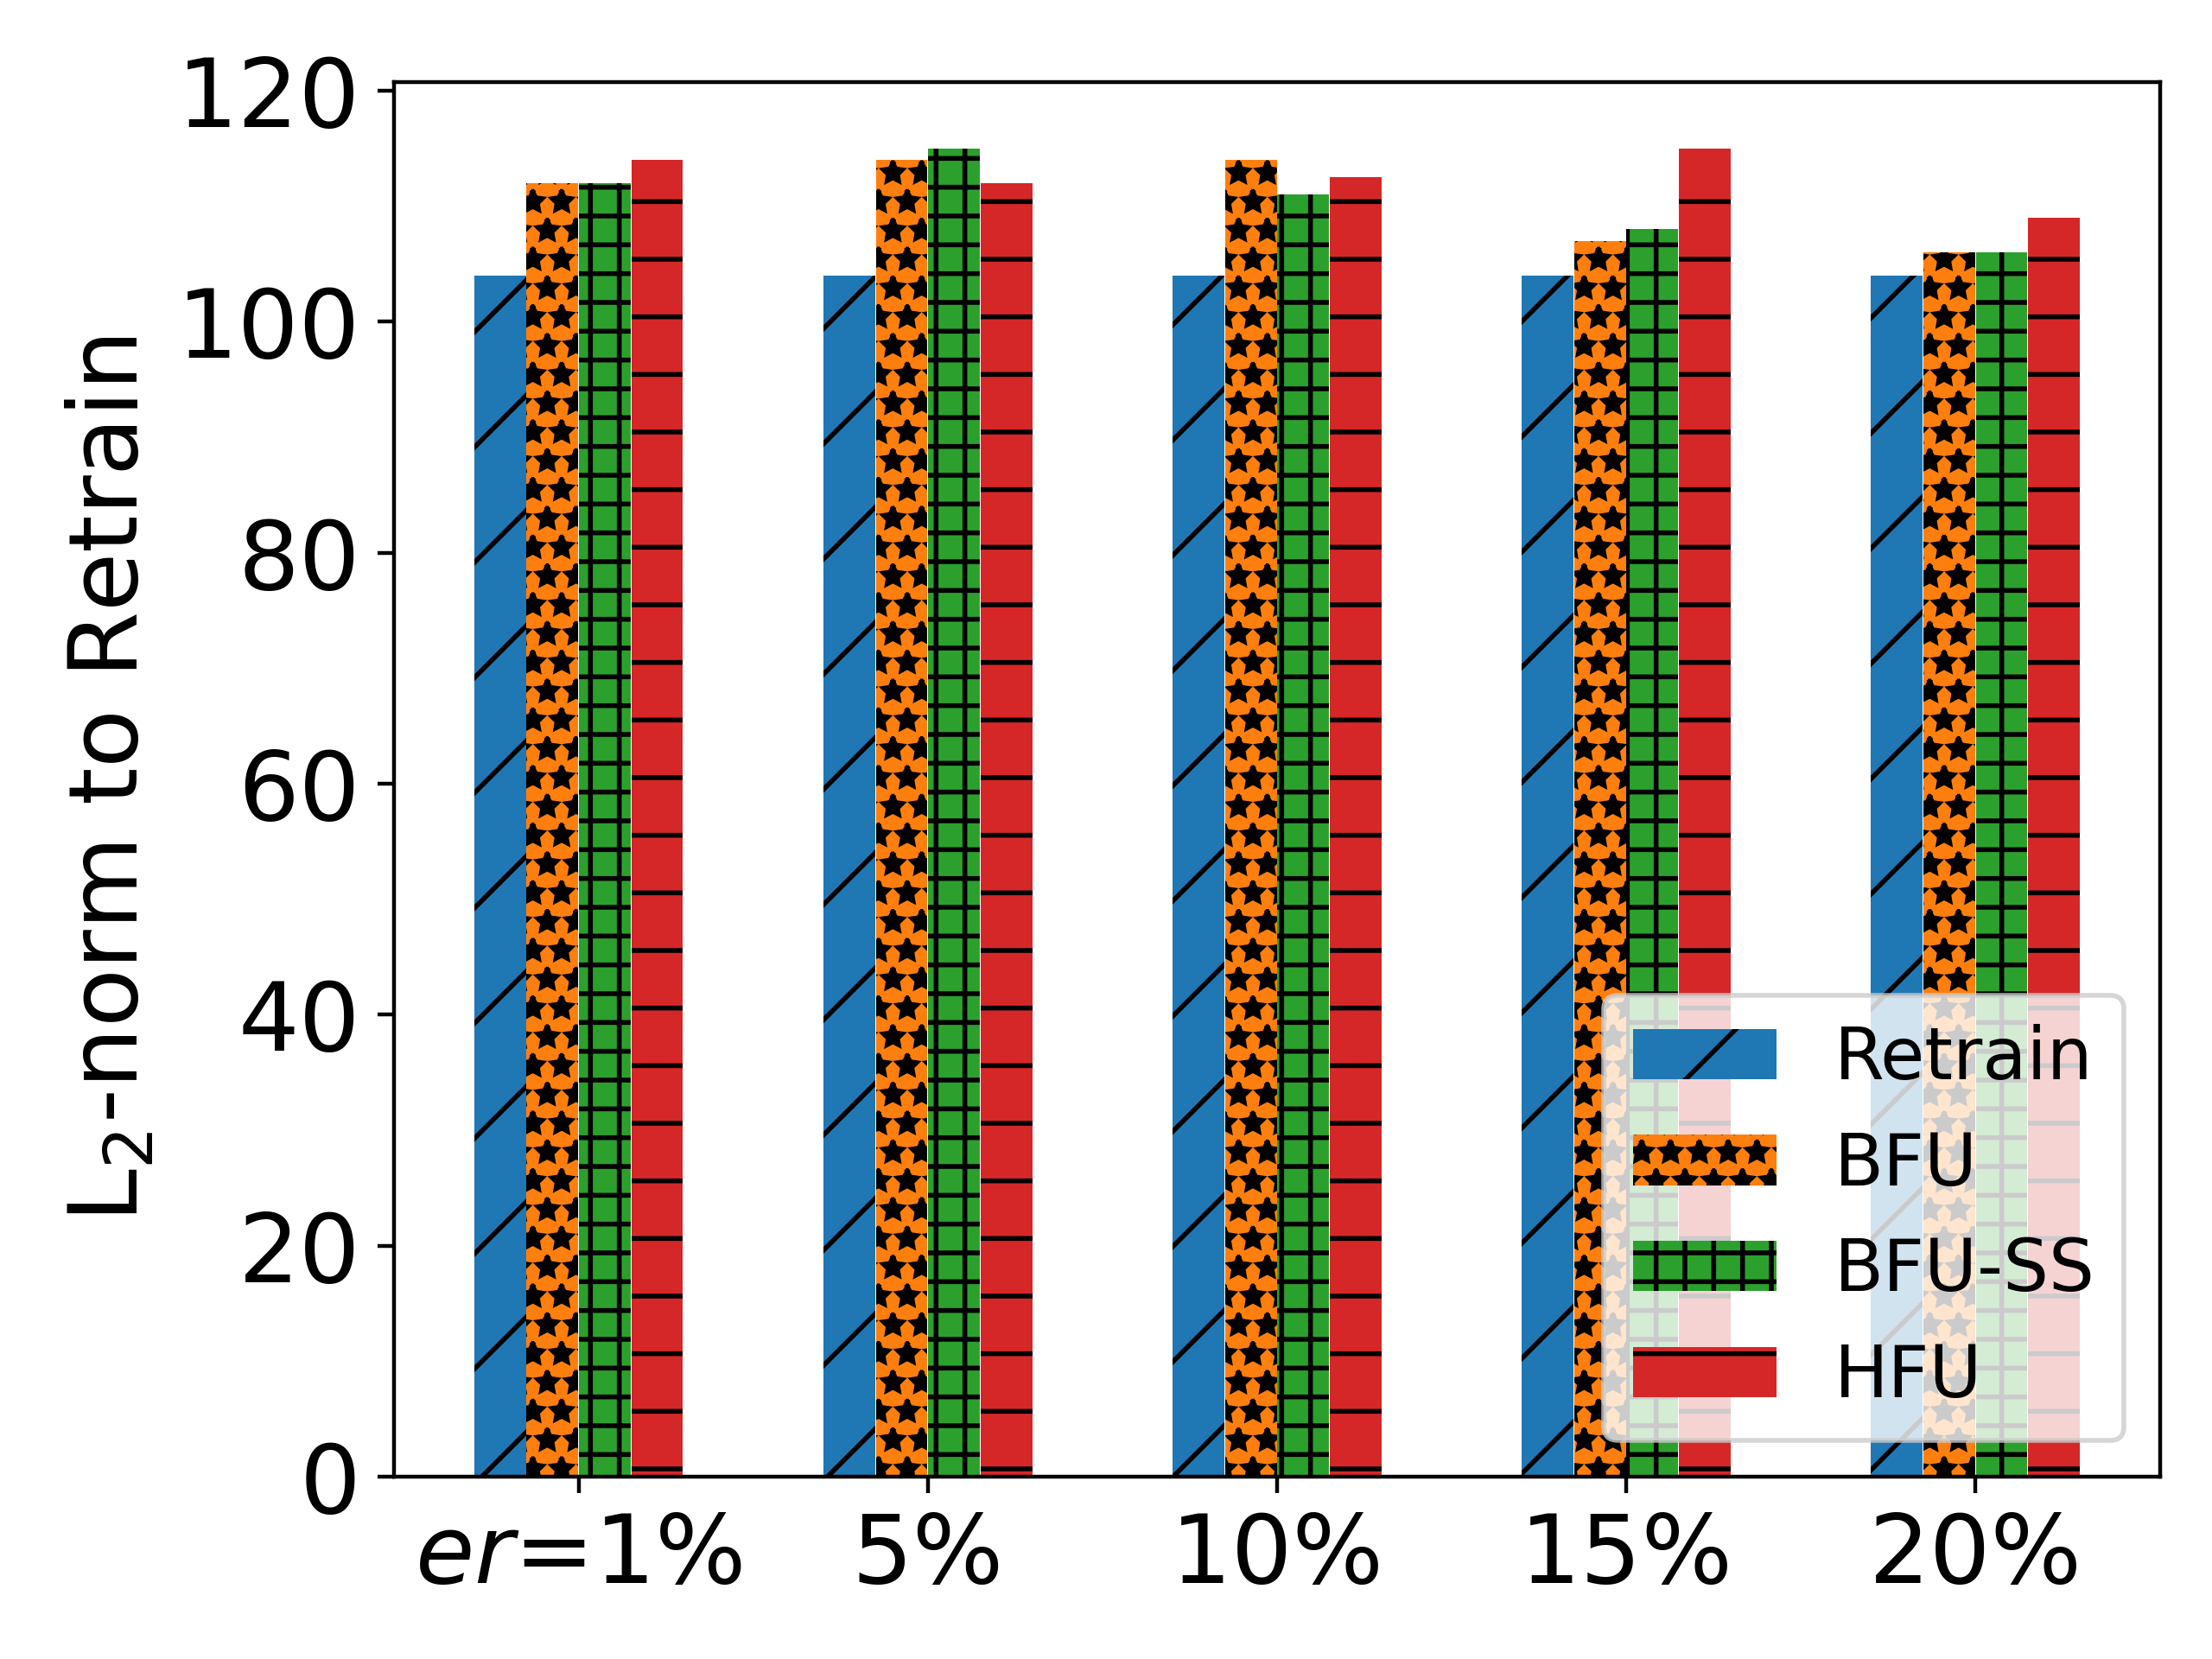 120
100
80
60
40
20
0
L₂-norm to Retrain
er=1%
5%
10%
15%
20%
Retrain
BFU
BFU-SS
HFU